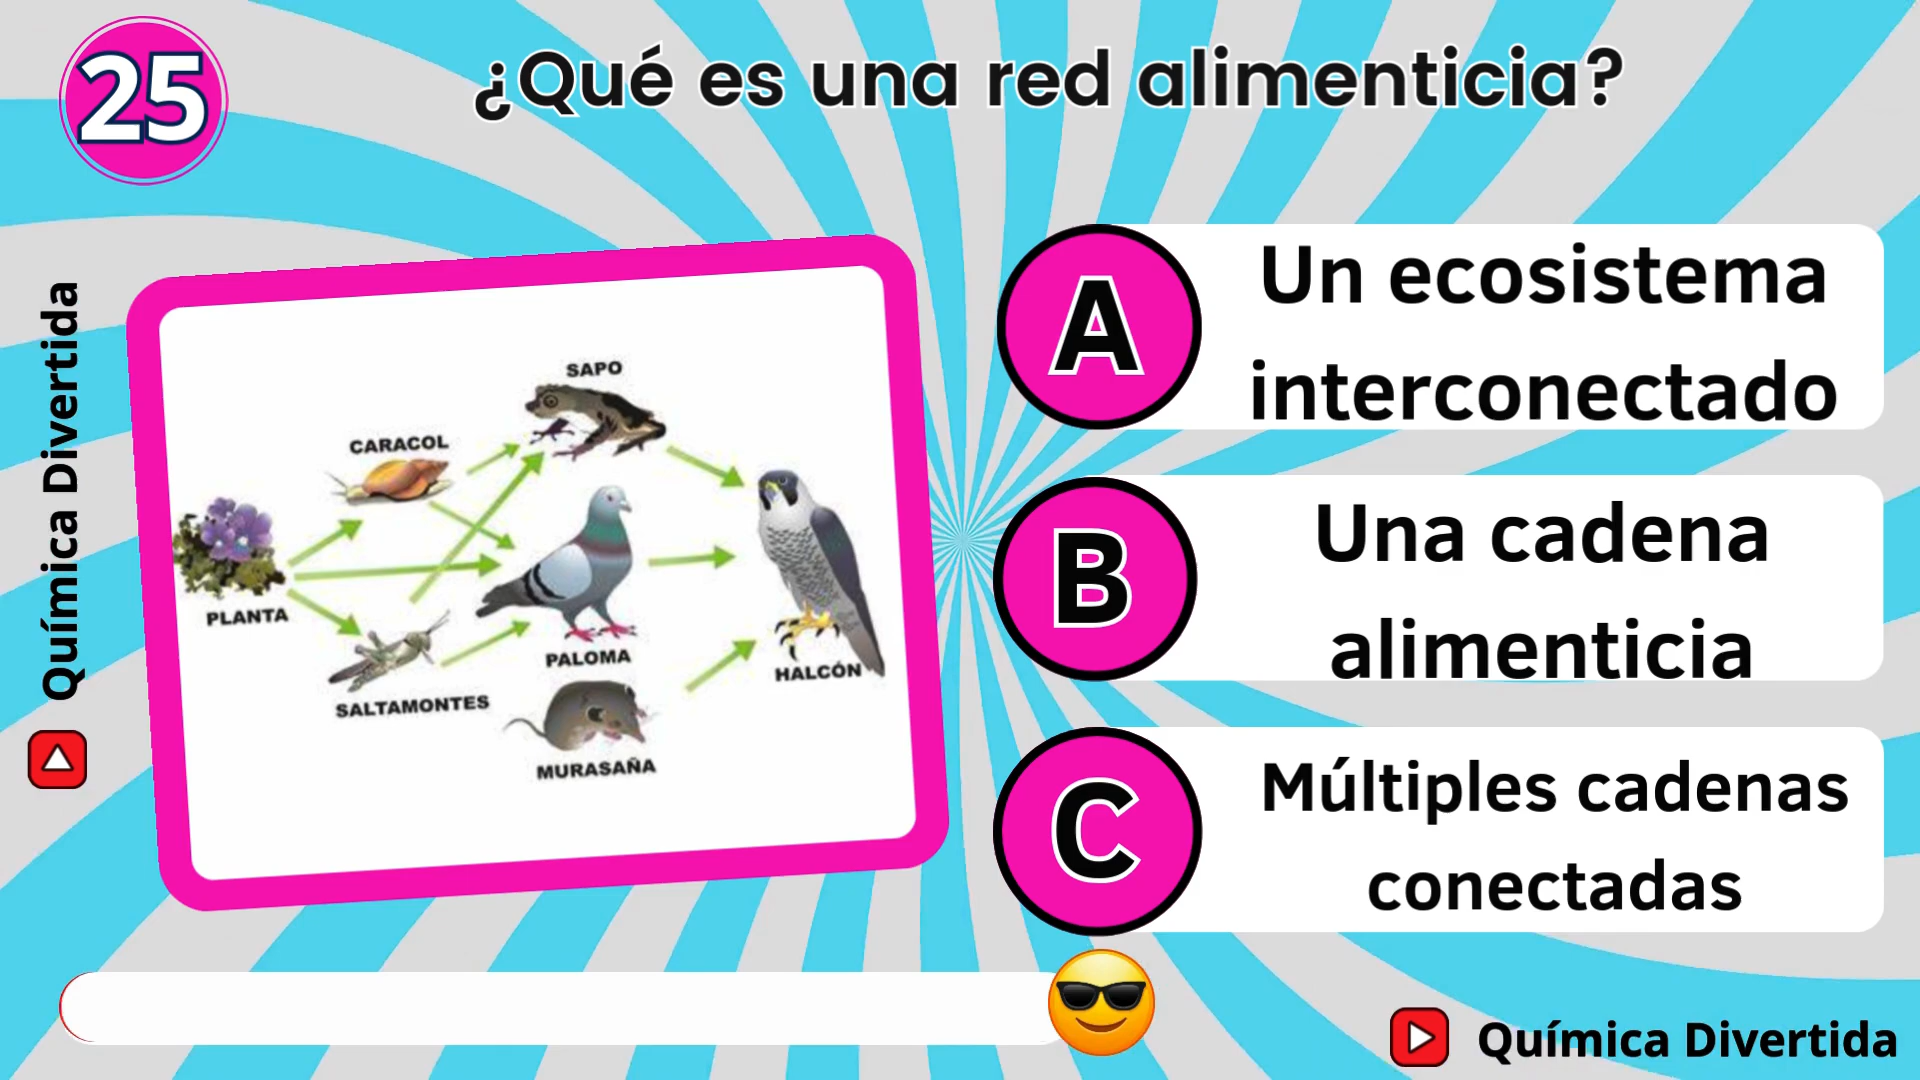 25
¿Qué es una red alimenticia?
Química Divertida
SAPO
CARACOL
PLANTA
PALOMA
HALCÓN
SALTAMONTES
MURASAÑA
A
Un ecosistema
interconectado
B
Una cadena
alimenticia
C
Múltiples cadenas
conectadas
Química Divertida